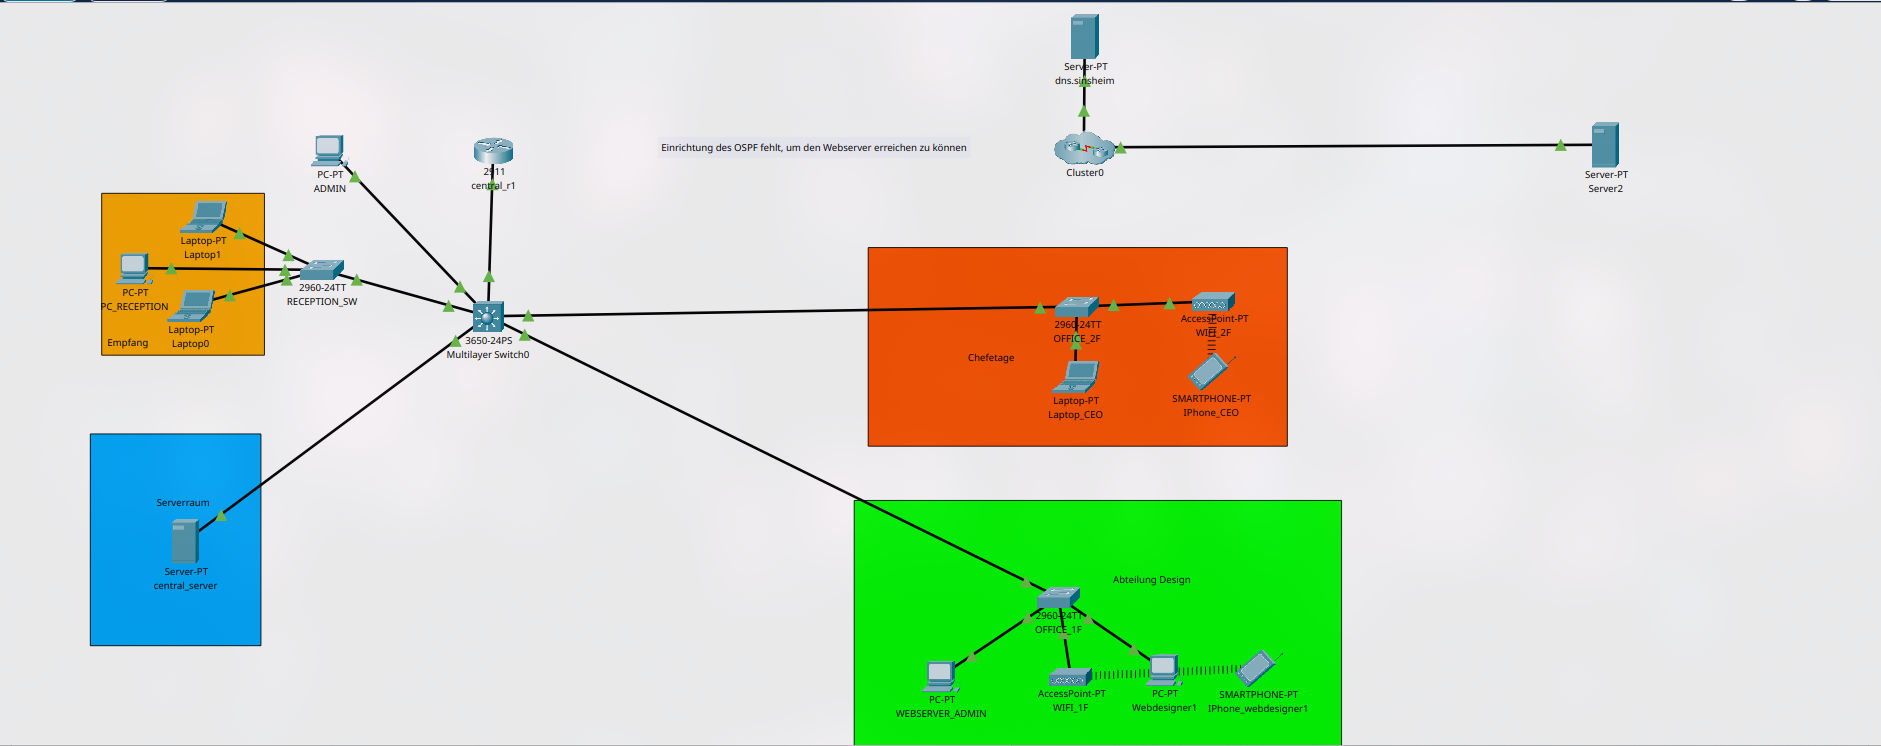 Server-PT
dns.sinsheim
Einrichtung des OSPF fehlt, um den Webserver erreichen zu können
Cluster0
Server-PT
Server2
PC-PT
ADMIN
2911
central_r1
Laptop-PT
Laptop1
PC-PT
PC_RECEPTION
Laptop-PT
Laptop0
Empfang
2960-24TT
RECEPTION_SW
3650-24PS
Multilayer Switch0
2960-24TT
OFFICE_2F
AccessPoint-PT
WIFI_2F
Chefetage
Laptop-PT
Laptop_CEO
SMARTPHONE-PT
IPhone_CEO
Serverraum
Server-PT
central_server
Abteilung Design
2960-24TT
OFFICE_1F
PC-PT
WEBSERVER_ADMIN
AccessPoint-PT
WIFI_1F
PC-PT
Webdesigner1
SMARTPHONE-PT
IPhone_webdesigner1